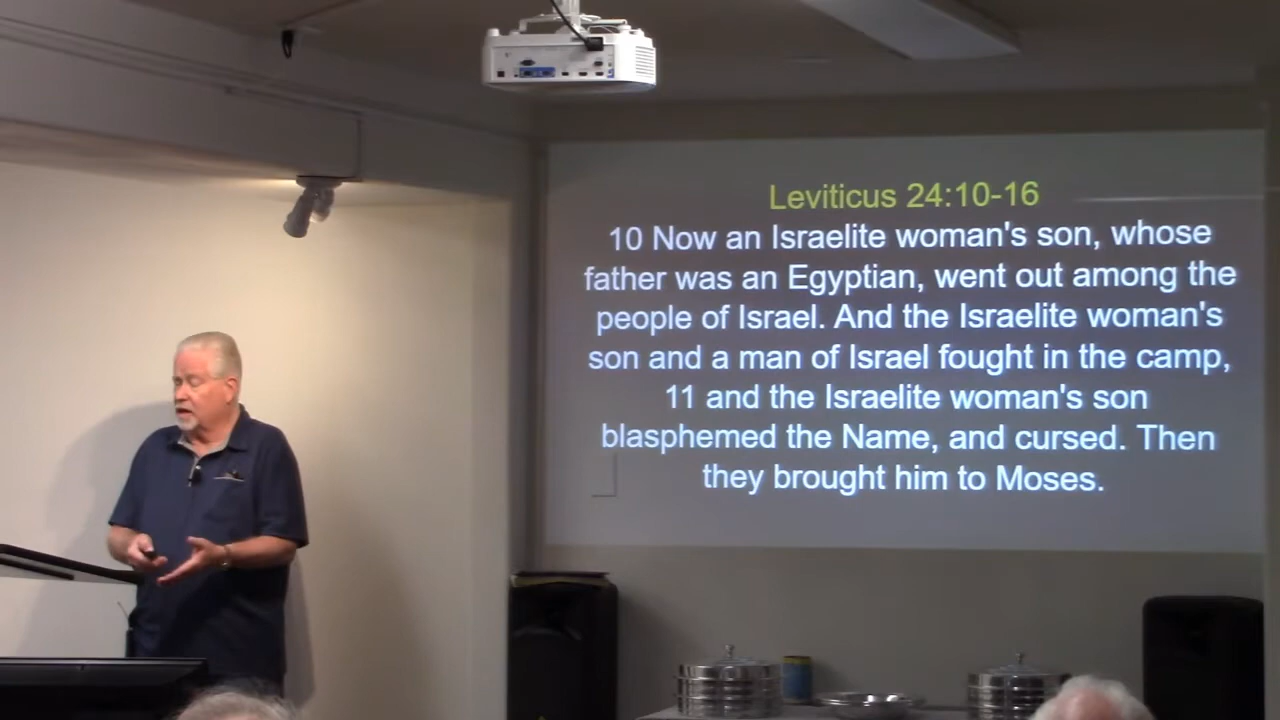 Leviticus 24:10-16
10 Now an Israelite woman's son, whose
father was an Egyptian, went out among the
people of Israel. And the Israelite woman's
son and a man of Israel fought in the camp,
11 and the Israelite woman's son
blasphemed the Name, and cursed. Then
they brought him to Moses.